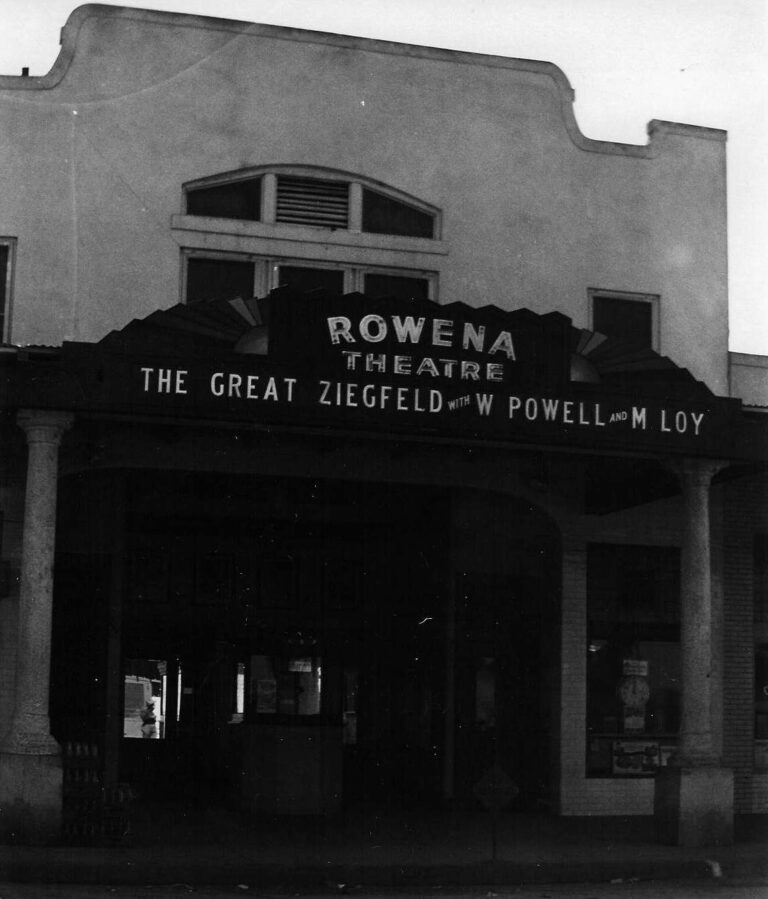 ROWENA
THEATRE
THE GREAT ZIEGFELD WITH W POWELL AND M LOY